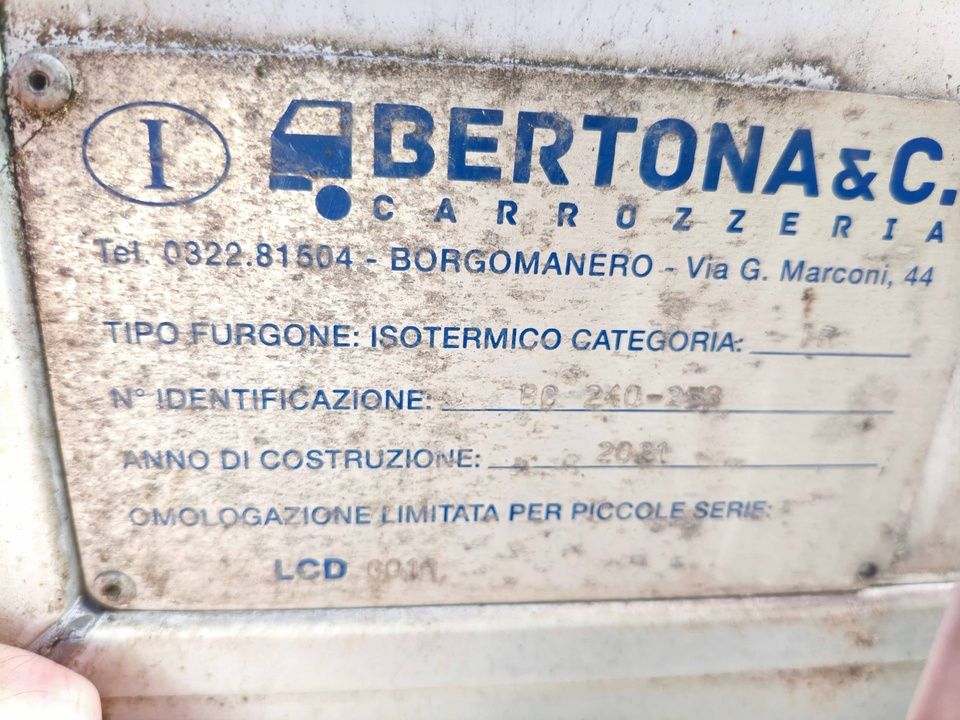 I BERTONA & C.
CARROZZERIA
Tel. 0322.81504 - BORGOMANERO - Via G. Marconi, 44
TIPO FURGONE: ISOTERMICO CATEGORIA:
N° IDENTIFICAZIONE:
ANNO DI COSTRUZIONE:
OMOLOGAZIONE LIMITATA PER PICCOLE SERIE:
LCD